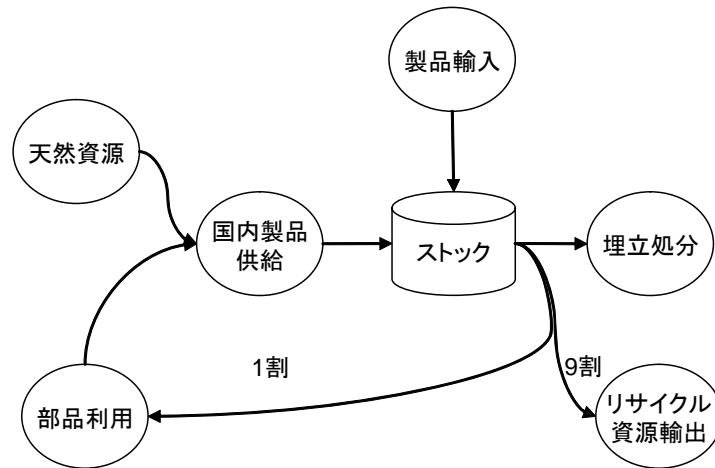 製品輸入
天然資源
国内製品
供給
ストック
埋立処分
1割
9割
部品利用
リサイクル
資源輸出